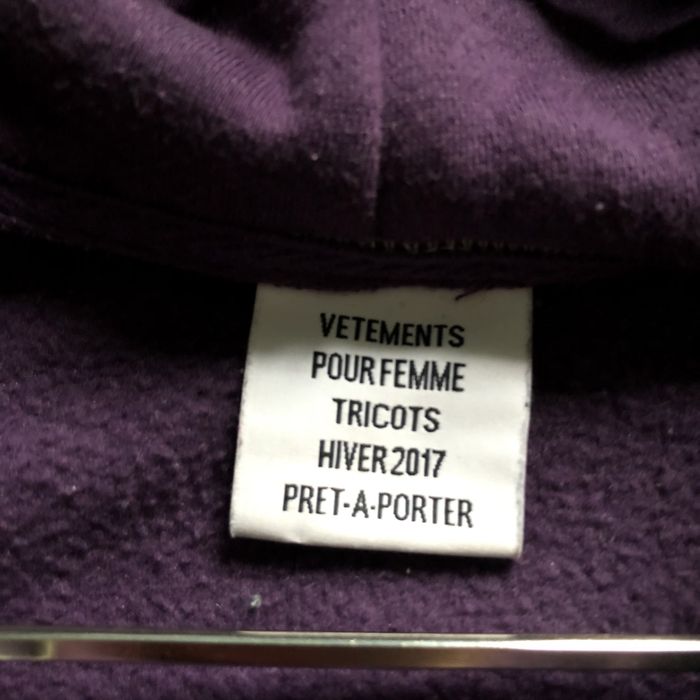 VETEMENTS
POUR FEMME
TRICOTS
HIVER 2017
PRET-A-PORTER